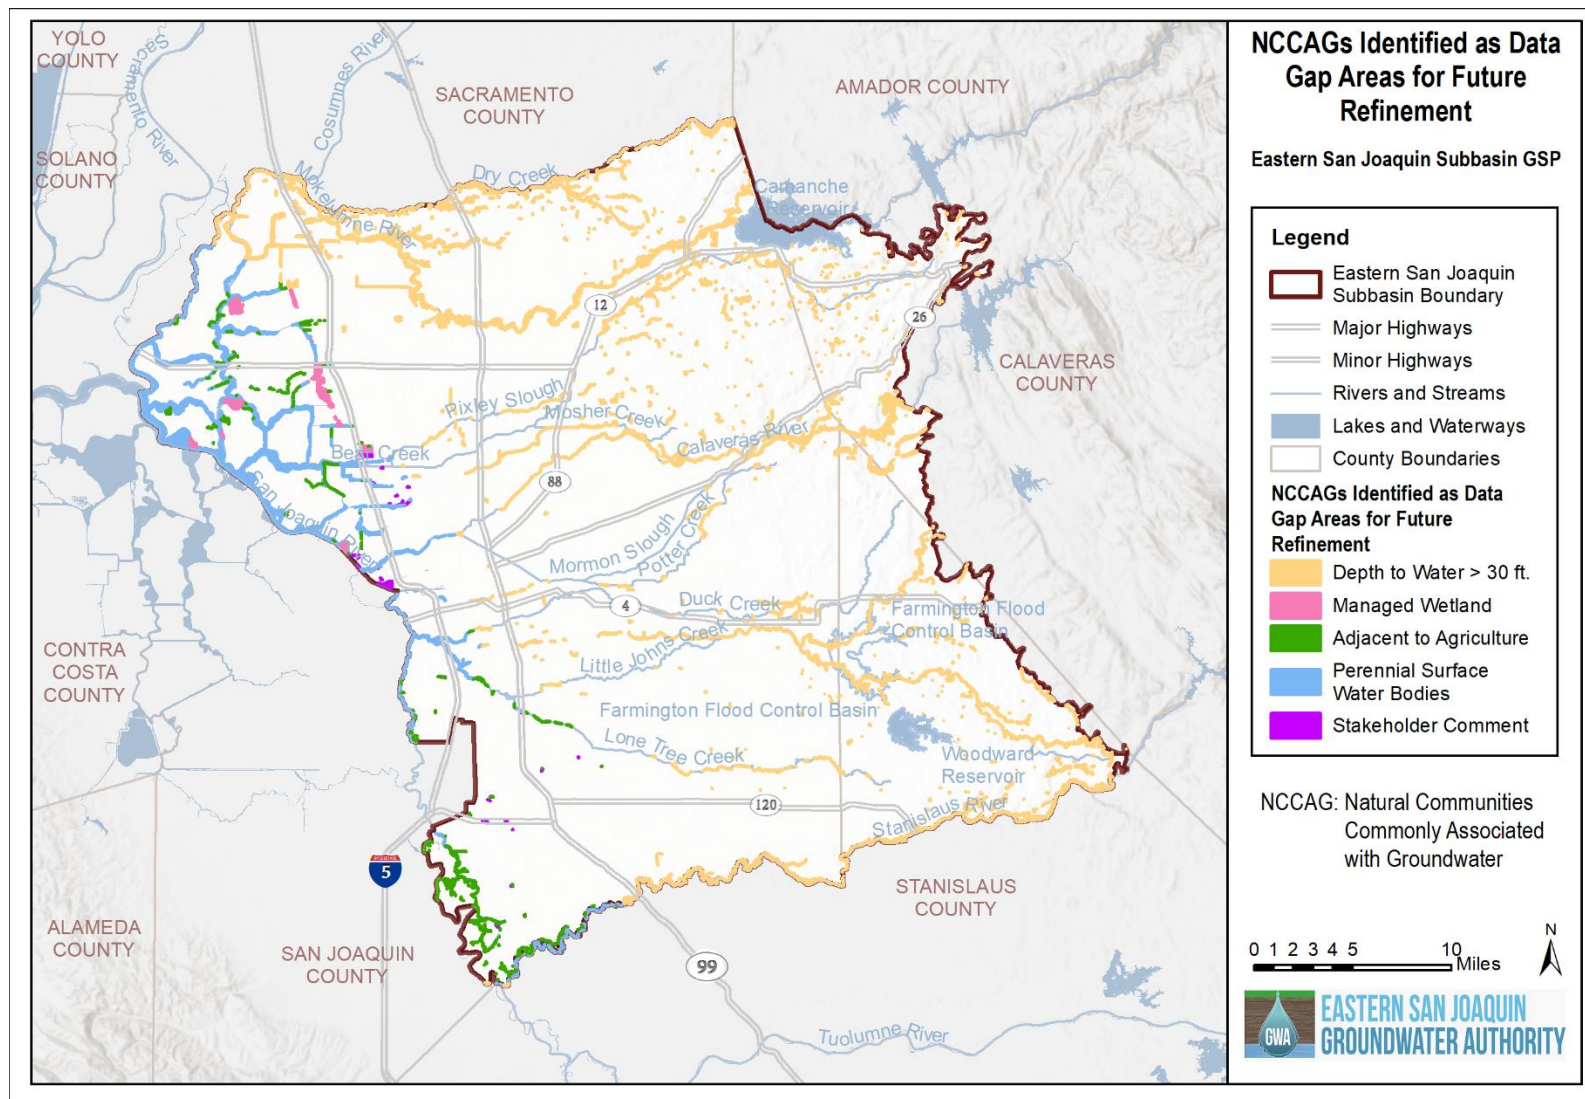 YOLO
COUNTY
Sacramento River
Cosumnes River
SACRAMENTO
COUNTY
AMADOR COUNTY
SOLANO
COUNTY
Mokelumne River
Dry Creek
Camanche
Reservoir
12
26
CALAVERAS
COUNTY
Pixley Slough
Mosher Creek
Calaveras River
Bear Creek
88
San Joaquin River
Mormon Slough
Potter Creek
4
Duck Creek
Farmington Flood
Control Basin
Little Johns Creek
CONTRA
COSTA
COUNTY
Farmington Flood Control Basin
Lone Tree Creek
Woodward
Reservoir
120
Stanislaus River
5
STANISLAUS
COUNTY
ALAMEDA
COUNTY
SAN JOAQUIN
COUNTY
99
Tuolumne River
NCCAGs Identified as Data
Gap Areas for Future
Refinement
Eastern San Joaquin Subbasin GSP
Legend
Eastern San Joaquin
Subbasin Boundary
Major Highways
Minor Highways
Rivers and Streams
Lakes and Waterways
County Boundaries
NCCAGs Identified as Data
Gap Areas for Future
Refinement
Depth to Water > 30 ft.
Managed Wetland
Adjacent to Agriculture
Perennial Surface
Water Bodies
Stakeholder Comment
NCCAG: Natural Communities
Commonly Associated
with Groundwater
N
0 1 2 3 4 5 10
Miles
GWA
EASTERN SAN JOAQUIN
GROUNDWATER AUTHORITY